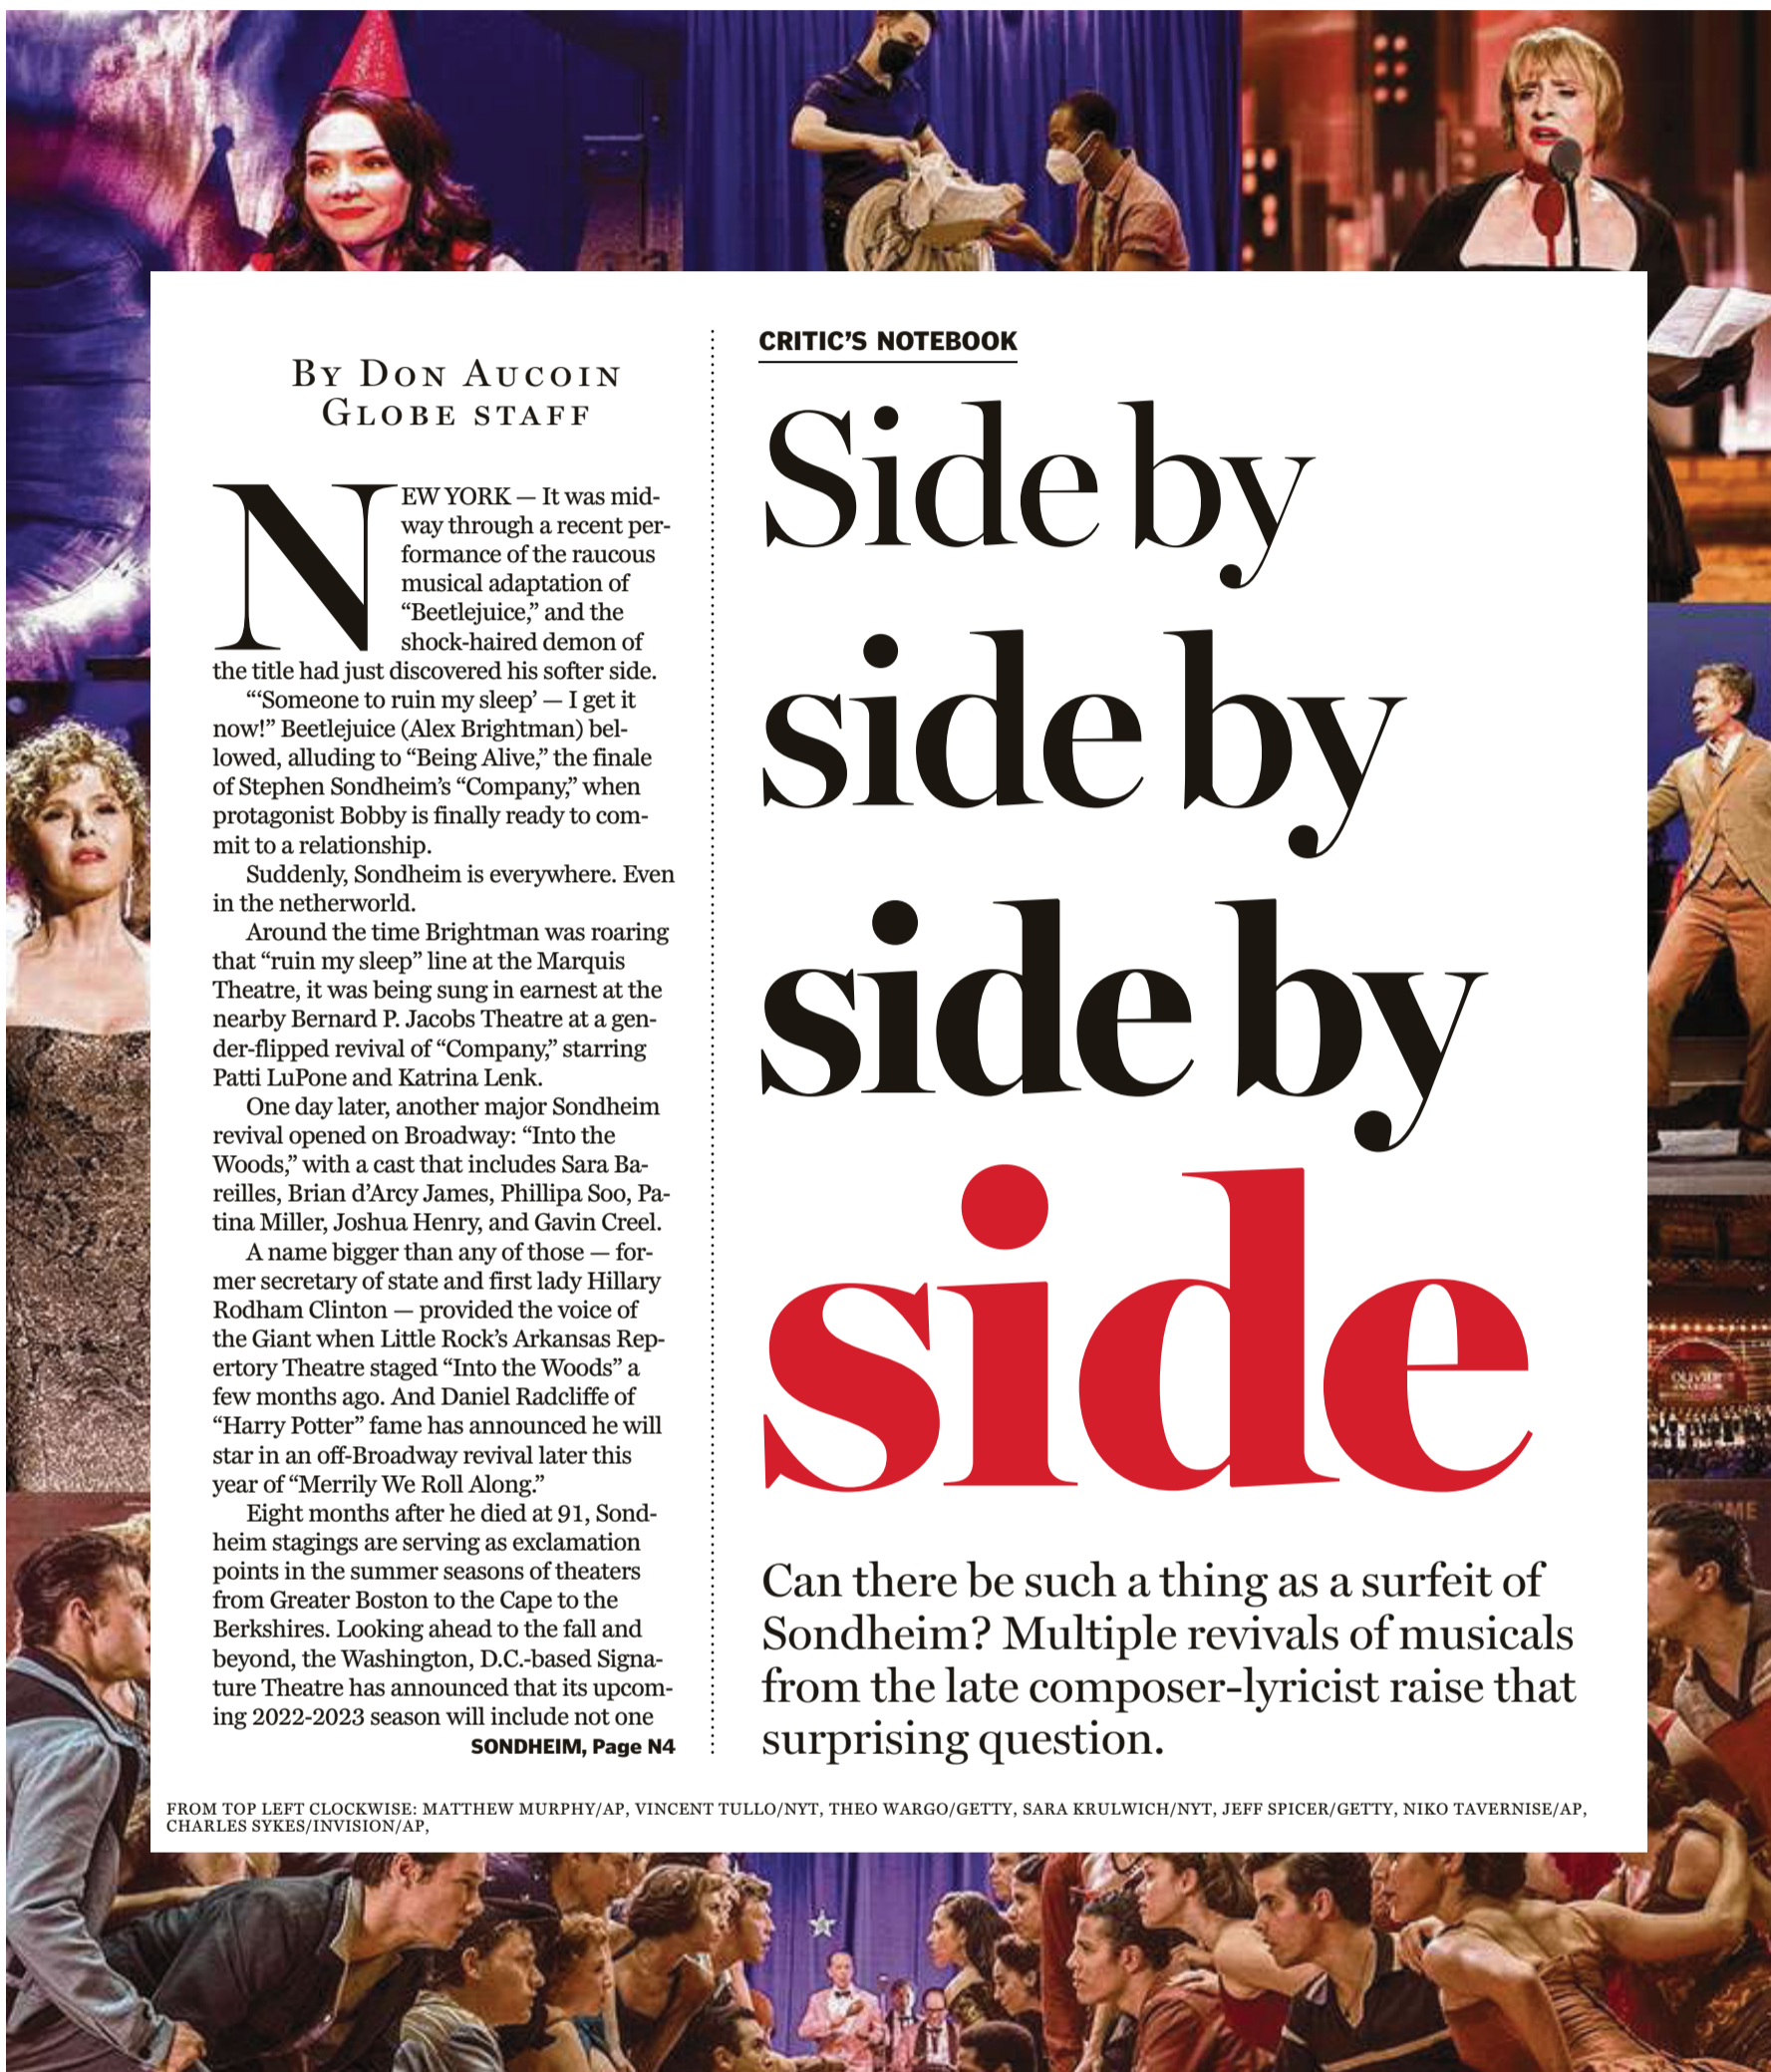 By Don Aucoin
Globe staff
NEW YORK — It was mid-
way through a recent per-
formance of the raucous
musical adaptation of
“Beetlejuice,” and the
shock-haired demon of
the title had just discovered his softer side.
“‘Someone to ruin my sleep’ — I get it
now!” Beetlejuice (Alex Brightman) bel-
lowed, alluding to “Being Alive,” the finale
of Stephen Sondheim’s “Company,” when
protagonist Bobby is finally ready to com-
mit to a relationship.
Suddenly, Sondheim is everywhere. Even
in the netherworld.
Around the time Brightman was roaring
that “ruin my sleep” line at the Marquis
Theatre, it was being sung in earnest at the
nearby Bernard P. Jacobs Theatre at a gen-
der-flipped revival of “Company,” starring
Patti LuPone and Katrina Lenk.
One day later, another major Sondheim
revival opened on Broadway: “Into the
Woods,” with a cast that includes Sara Ba-
reilles, Brian d’Arcy James, Phillipa Soo, Pa-
tina Miller, Joshua Henry, and Gavin Creel.
A name bigger than any of those — for-
mer secretary of state and first lady Hillary
Rodham Clinton — provided the voice of
the Giant when Little Rock’s Arkansas Rep-
ertory Theatre staged “Into the Woods” a
few months ago. And Daniel Radcliffe of
“Harry Potter” fame has announced he will
star in an off-Broadway revival later this
year of “Merrily We Roll Along.”
Eight months after he died at 91, Sond-
heim stagings are serving as exclamation
points in the summer seasons of theaters
from Greater Boston to the Cape to the
Berkshires. Looking ahead to the fall and
beyond, the Washington, D.C.-based Signa-
ture Theatre has announced that its upcom-
ing 2022-2023 season will include not one
SONDHEIM, Page N4
CRITIC’S NOTEBOOK
Side by
side by
side by
side
Can there be such a thing as a surfeit of
Sondheim? Multiple revivals of musicals
from the late composer-lyricist raise that
surprising question.
FROM TOP LEFT CLOCKWISE: MATTHEW MURPHY/AP, VINCENT TULLO/NYT, THEO WARGO/GETTY, SARA KRULWICH/NYT, JEFF SPICER/GETTY, NIKO TAVERNISE/AP,
CHARLES SYKES/INVISION/AP,
OLIVIER